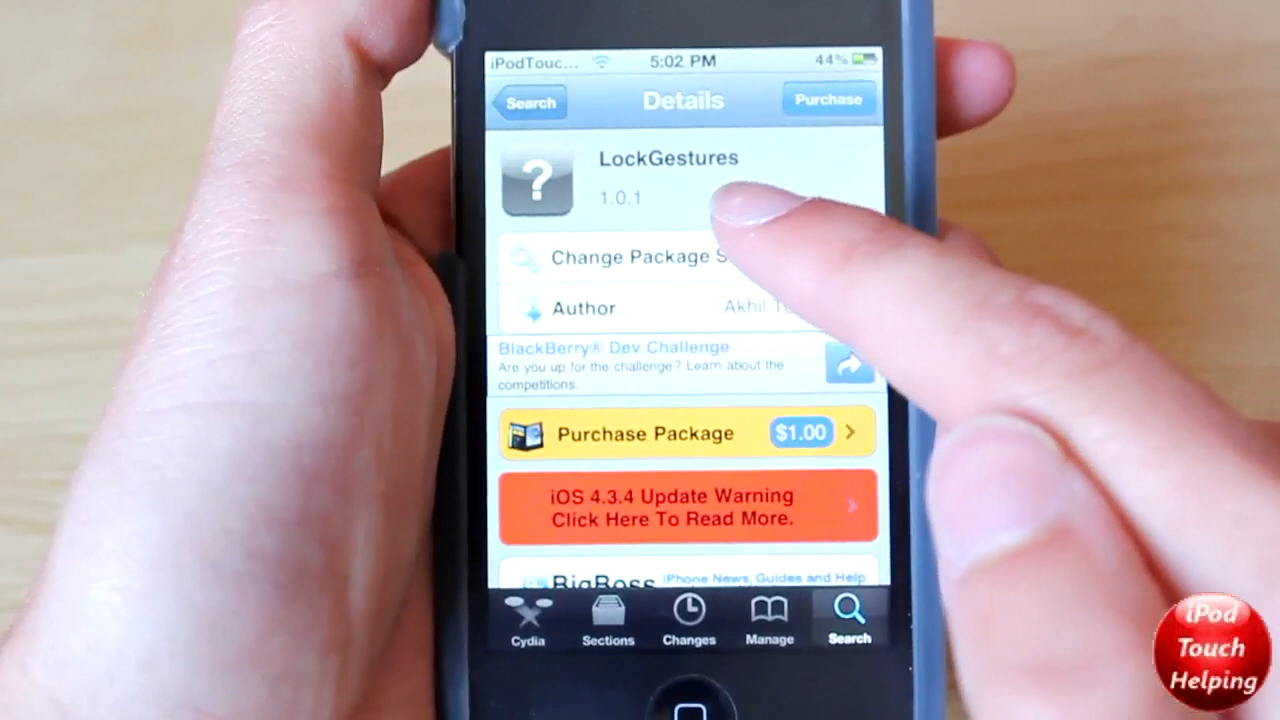 iPodTouc... 5:02 PM 44%
Search Details Purchase
LockGestures
?
1.0.1
Change Package
Author Akhil
BlackBerry® Dev Challenge
Are you up for the challenge? Learn about the
competitions.
Purchase Package $1.00
iOS 4.3.4 Update Warning
Click Here To Read More.
BigBoss iPhone News, Guides and Help
Cydia Sections Changes Manage Search
iPod
Touch
Helping